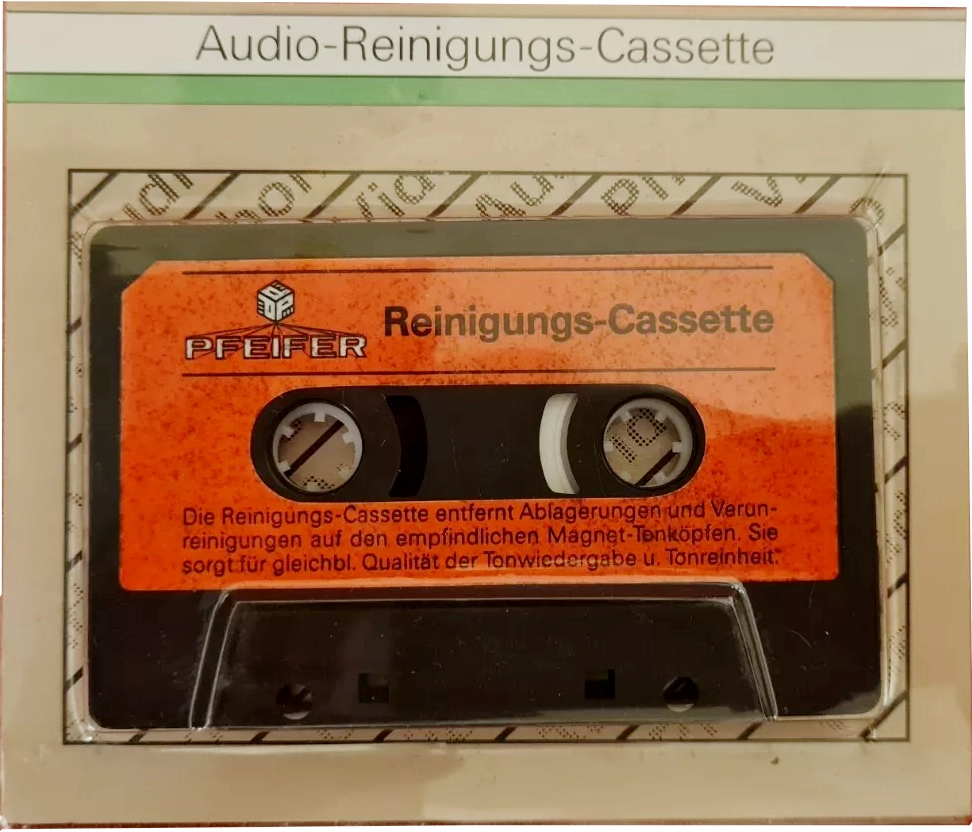 Audio-Reinigungs-Cassette
PFEIFER
Reinigungs-Cassette
Die Reinigungs-Cassette entfernt Ablagerungen und Verun-
reinigungen auf den empfindlichen Magnet-Tonköpfen. Sie
sorgt für gleichbl. Qualität der Tonwiedergabe u. Tonreinheit.